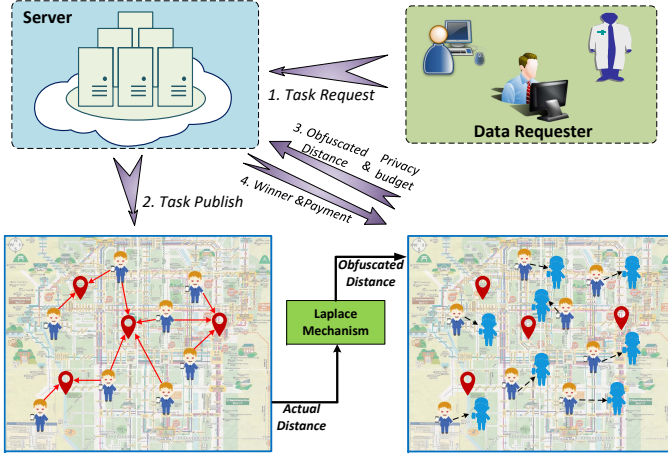 Server
1. Task Request
Data Requester
3. Obfuscated Privacy
Distance & budget
4. Winner &Payment
2. Task Publish
Obfuscated
Distance
Laplace
Mechanism
Actual
Distance